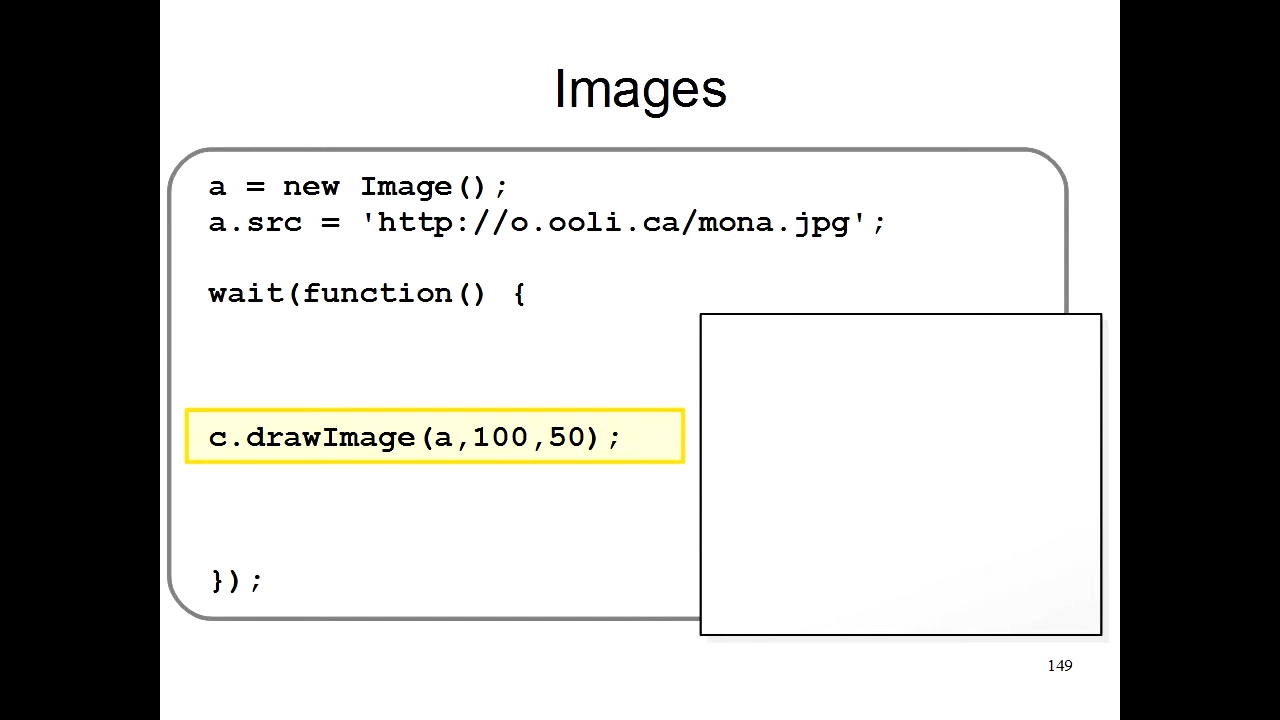 Images
a = new Image();
a.src = 'http://o.ooli.ca/mona.jpg';
wait(function() {
c.drawImage(a,100,50);
});
149